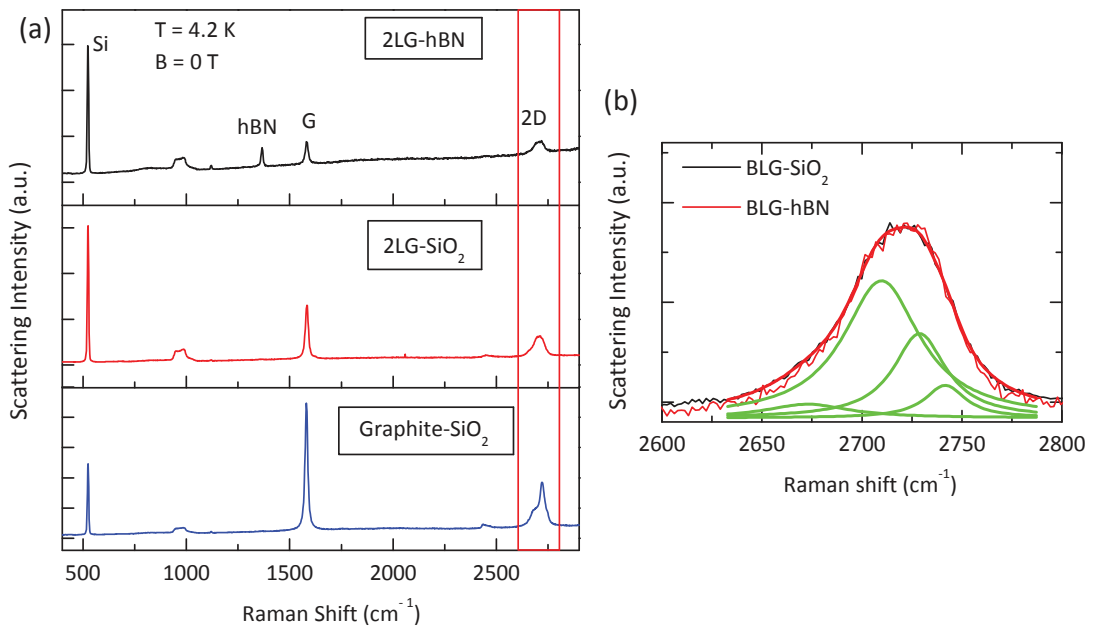 (a)
Si
T = 4.2 K
B = 0 T
2LG-hBN
hBN
G
2D
2LG-SiO₂
Graphite-SiO₂
Scattering Intensity (a.u.)
500 1000 1500 2000 2500
Raman Shift (cm⁻¹)
(b)
BLG-SiO₂
BLG-hBN
Scattering Intensity (a.u.)
2600 2650 2700 2750 2800
Raman shift (cm⁻¹)